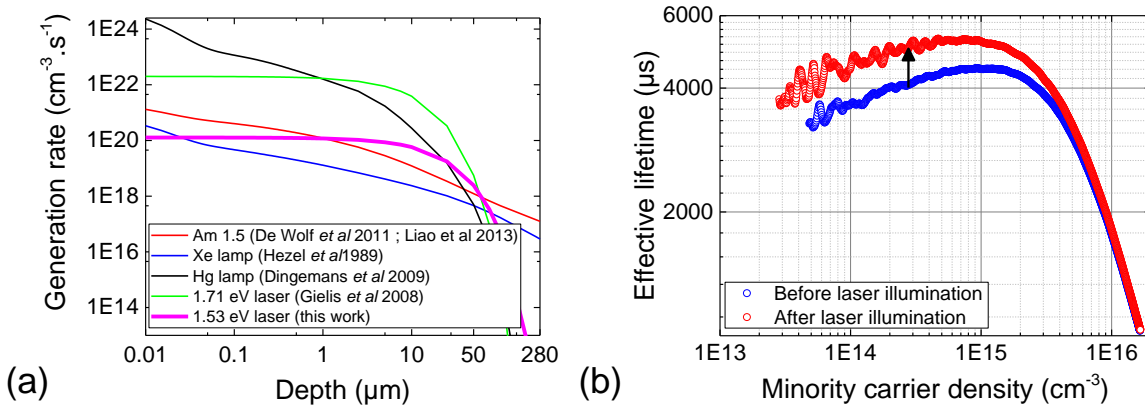 Generation rate (cm-3.s-1)
1E24
1E22
1E20
1E18
1E16
1E14
Am 1.5 (De Wolf et al 2011 ; Liao et al 2013)
Xe lamp (Hezel et al1989)
Hg lamp (Dingemans et al 2009)
1.71 eV laser (Gielis et al 2008)
1.53 eV laser (this work)
0.01 0.1 1 10 50 280
Depth (µm)
(a)
Effective lifetime (µs)
6000
4000
2000
Before laser illumination
After laser illumination
1E13 1E14 1E15 1E16
Minority carrier density (cm-3)
(b)